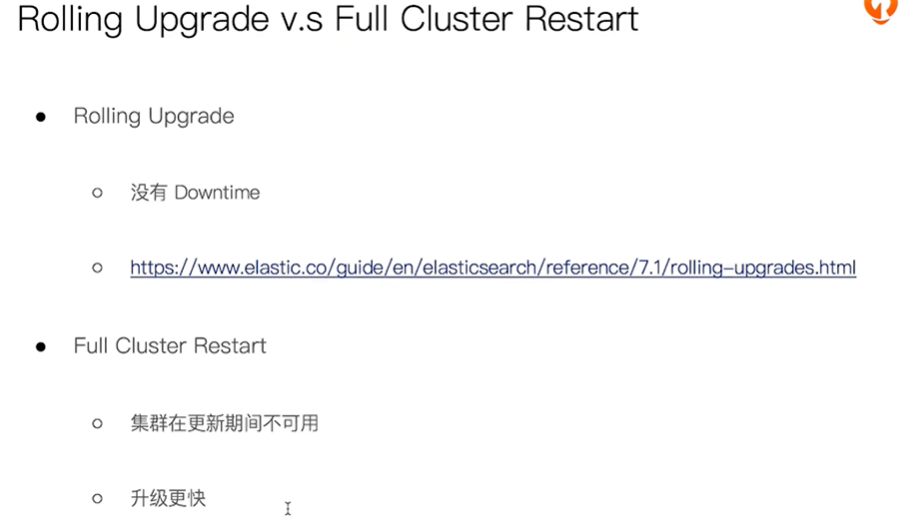 Rolling Upgrade v.s Full Cluster Restart
● Rolling Upgrade
○ 没有 Downtime
○ https://www.elastic.co/guide/en/elasticsearch/reference/7.1/rolling-upgrades.html
● Full Cluster Restart
○ 集群在更新期间不可用
○ 升级更快